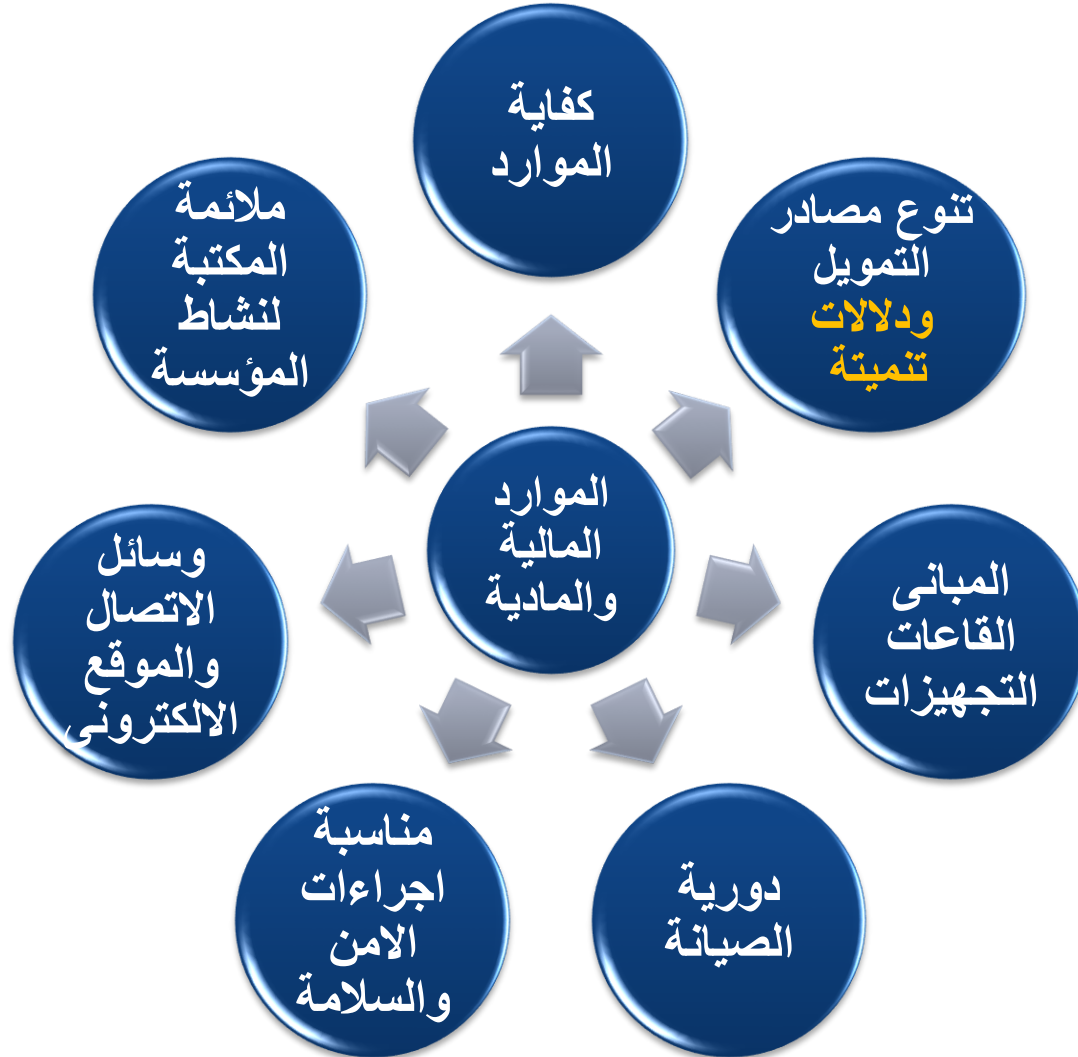 كفاية
الموارد
تنوع مصادر
التمويل
ودلالات
تنميتة
المبانى
القاعات
التجهيزات
دورية
الصيانة
مناسبة
اجراءات
الامن
والسلامة
وسائل
الاتصال
والموقع
الالكترونى
ملائمة
المكتبة
لنشاط
المؤسسة
الموارد
المالية
والمادية